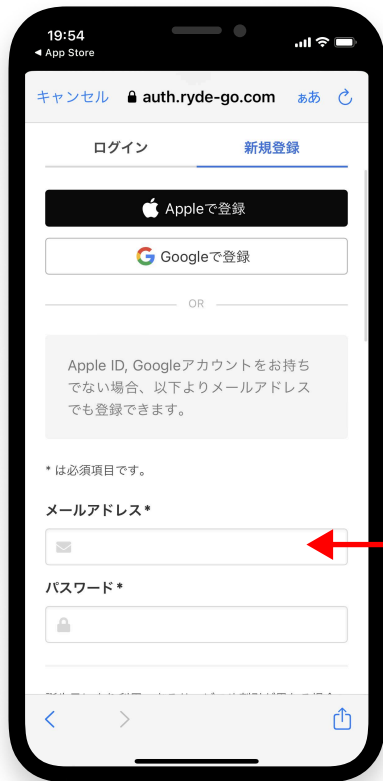 19:54
◀ App Store
キャンセル auth.ryde-go.com ぁあ
ログイン 新規登録
Appleで登録
Googleで登録
OR
Apple ID, Googleアカウントをお持ち
でない場合、以下よりメールアドレス
でも登録できます。
* は必須項目です。
メールアドレス*
パスワード*